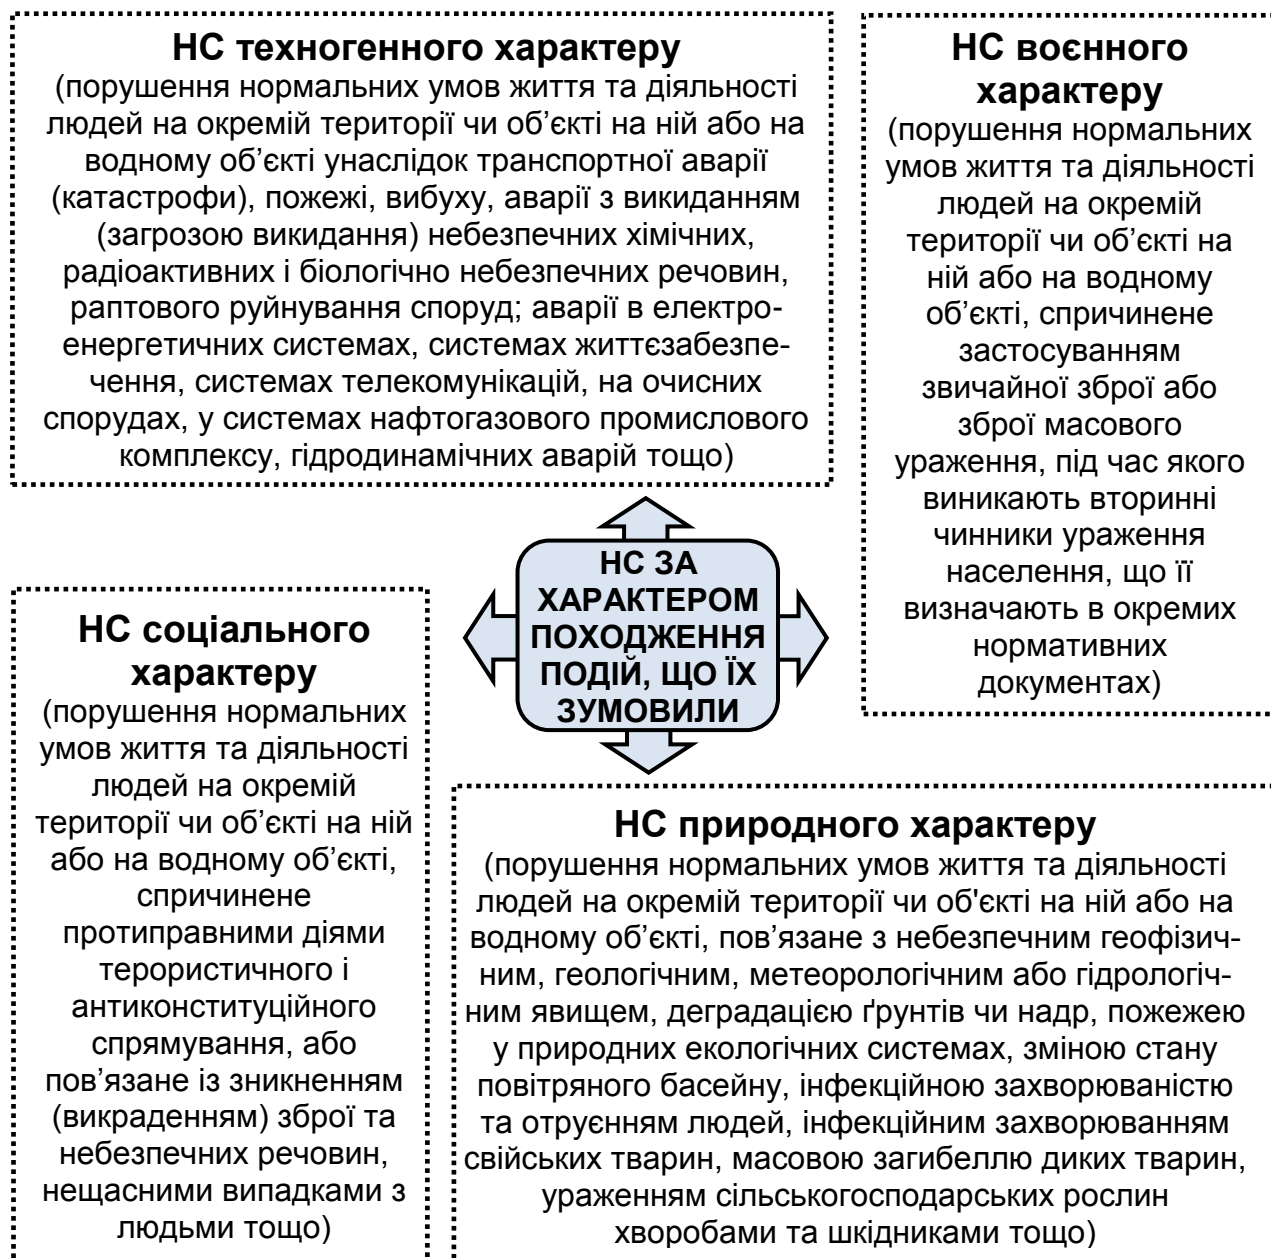 НС техногенного характеру
(порушення нормальних умов життя та діяльності
людей на окремій території чи об’єкті на ній або на
водному об’єкті унаслідок транспортної аварії
(катастрофи), пожежі, вибуху, аварії з викиданням
(загрозою викидання) небезпечних хімічних,
радіоактивних і біологічно небезпечних речовин,
раптового руйнування споруд; аварії в електро-
енергетичних системах, системах життєзабезпе-
чення, системах телекомунікацій, на очисних
спорудах, у системах нафтогазового промислового
комплексу, гідродинамічних аварій тощо)
НС воєнного
характеру
(порушення нормальних
умов життя та діяльності
людей на окремій
території чи об’єкті на
ній або на водному
об’єкті, спричинене
застосуванням
звичайної зброї або
зброї масового
ураження, під час якого
виникають вторинні
чинники ураження
населення, що її
визначають в окремих
нормативних
документах)
НС ЗА
ХАРАКТЕРОМ
ПОХОДЖЕННЯ
ПОДІЙ, ЩО ЇХ
ЗУМОВИЛИ
НС соціального
характеру
(порушення нормальних
умов життя та діяльності
людей на окремій
території чи об’єкті на ній
або на водному об’єкті,
спричинене
протиправними діями
терористичного і
антиконституційного
спрямування, або
пов’язане із зникненням
(викраденням) зброї та
небезпечних речовин,
нещасними випадками з
людьми тощо)
НС природного характеру
(порушення нормальних умов життя та діяльності
людей на окремій території чи об'єкті на ній або на
водному об’єкті, пов’язане з небезпечним геофізич-
ним, геологічним, метеорологічним або гідрологіч-
ним явищем, деградацією ґрунтів чи надр, пожежею
у природних екологічних системах, зміною стану
повітряного басейну, інфекційною захворюваністю
та отруєнням людей, інфекційним захворюванням
свійських тварин, масовою загибеллю диких тварин,
ураженням сільськогосподарських рослин
хворобами та шкідниками тощо)